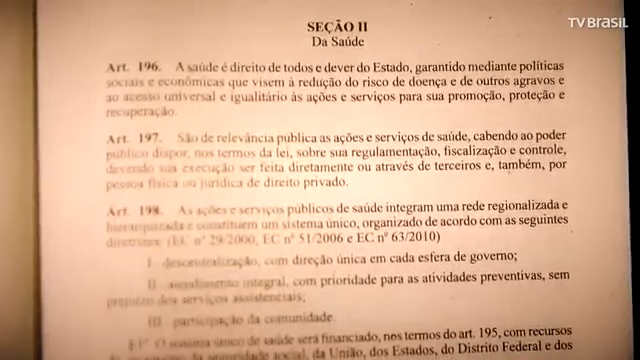 TVBRASIL
SEÇÃO II
Da Saúde
Art. 196. A saúde é direito de todos e dever do Estado, garantido mediante políticas
sociais e econômicas que visem à redução do risco de doença e de outros agravos e
ao acesso universal e igualitário às ações e serviços para sua promoção, proteção e
recuperação.
Art. 197. São de relevância pública as ações e serviços de saúde, cabendo ao poder
público dispor, nos termos da lei, sobre sua regulamentação, fiscalização e controle,
devendo sua execução ser feita diretamente ou através de terceiros e, também, por
pessoa física ou jurídica de direito privado.
Art. 198. As ações e serviços públicos de saúde integram uma rede regionalizada e
hierarquizada e constituem um sistema único, organizado de acordo com as seguintes
diretrizes: (EC nº 29/2000, EC nº 51/2006 e EC nº 63/2010)
I – descentralização, com direção única em cada esfera de governo;
II – atendimento integral, com prioridade para as atividades preventivas, sem
prejuízo dos serviços assistenciais;
III – participação da comunidade.
§ 1º O sistema único de saúde será financiado, nos termos do art. 195, com recursos
do orçamento da seguridade social, da União, dos Estados, do Distrito Federal e dos